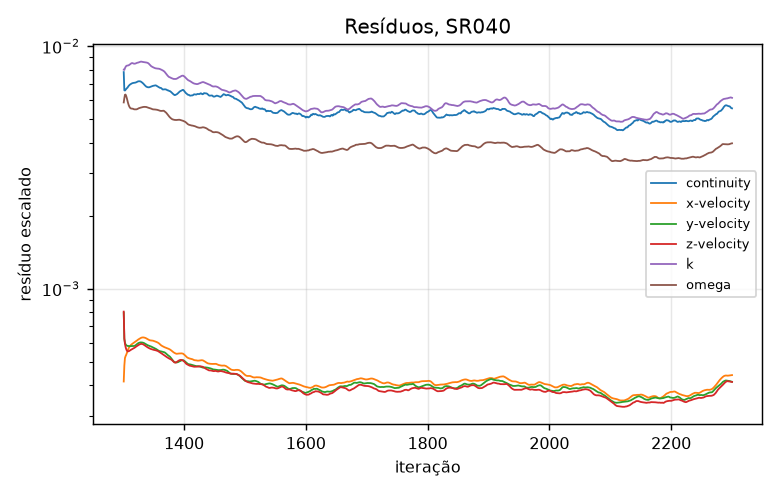 Resíduos, SR040
resíduo escalado
10⁻²
10⁻³
continuity
x-velocity
y-velocity
z-velocity
k
omega
1400 1600 1800 2000 2200
iteração